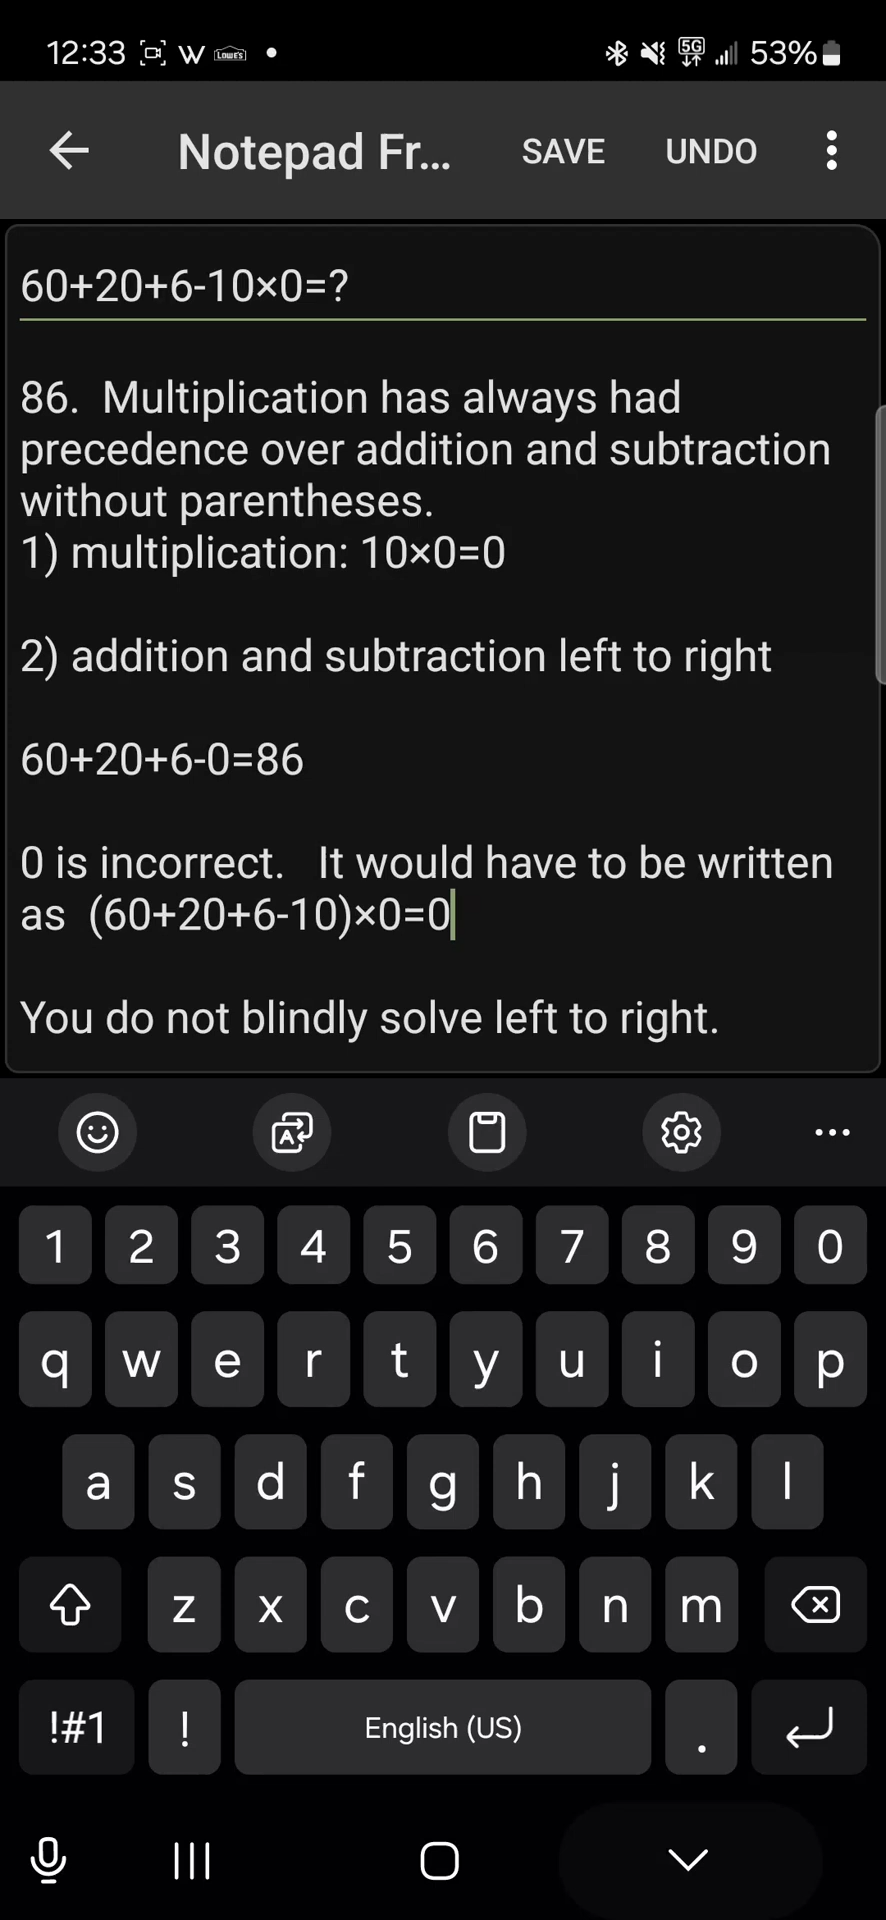 12:33 W LOWE'S 5G 53%
Notepad Fr... SAVE UNDO
60+20+6-10×0=?
86.  Multiplication has always had
precedence over addition and subtraction
without parentheses.
1) multiplication: 10×0=0
2) addition and subtraction left to right
60+20+6-0=86
0 is incorrect.   It would have to be written
as  (60+20+6-10)×0=0
You do not blindly solve left to right.
A
1 2 3 4 5 6 7 8 9 0
q w e r t y u i o p
a s d f g h j k l
z x c v b n m
!#1 ! English (US) .